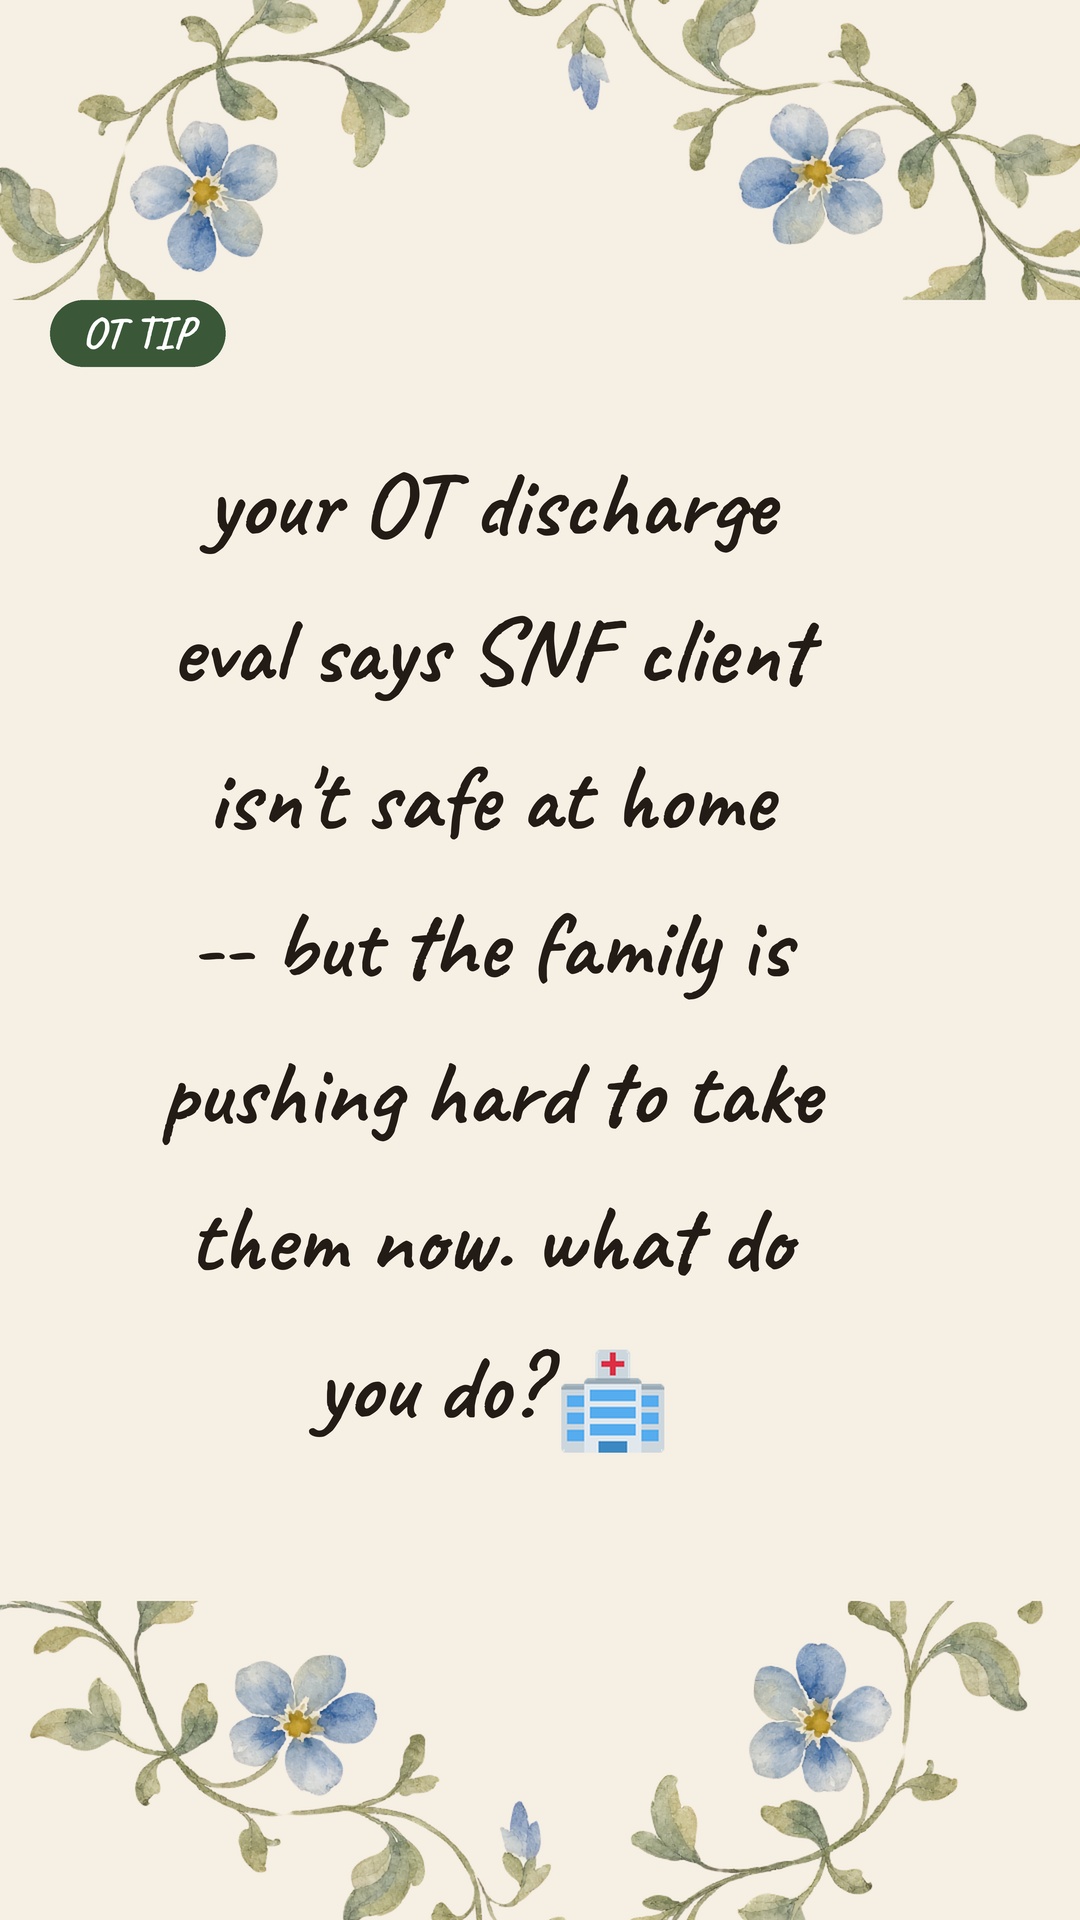 OT TIP
your OT discharge
eval says SNF client
isn't safe at home
-- but the family is
pushing hard to take
them now. what do
you do?🏥